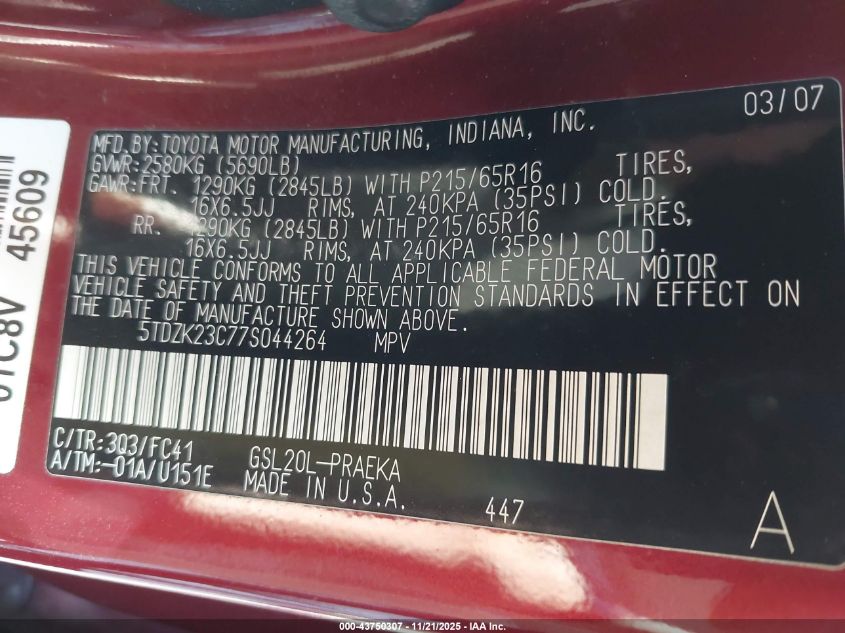 03/07
MFD.BY:TOYOTA MOTOR MANUFACTURING, INDIANA, INC.
GVWR:2580KG (5690LB)
GAWR:FRT. 1290KG (2845LB) WITH P215/65R16 TIRES,
16X6.5JJ RIMS, AT 240KPA (35PSI) COLD.
RR. 1290KG (2845LB) WITH P215/65R16 TIRES,
16X6.5JJ RIMS, AT 240KPA (35PSI) COLD.
THIS VEHICLE CONFORMS TO ALL APPLICABLE FEDERAL MOTOR
VEHICLE SAFETY AND THEFT PREVENTION STANDARDS IN EFFECT ON
THE DATE OF MANUFACTURE SHOWN ABOVE.
5TDZK23C77S044264 MPV
C/TR:3Q3/FC41 GSL20L-PRAEKA
A/TM:-01A/U151E MADE IN U.S.A.
447
A
45609
000-43750307 - 11/21/2025 - IAA Inc.